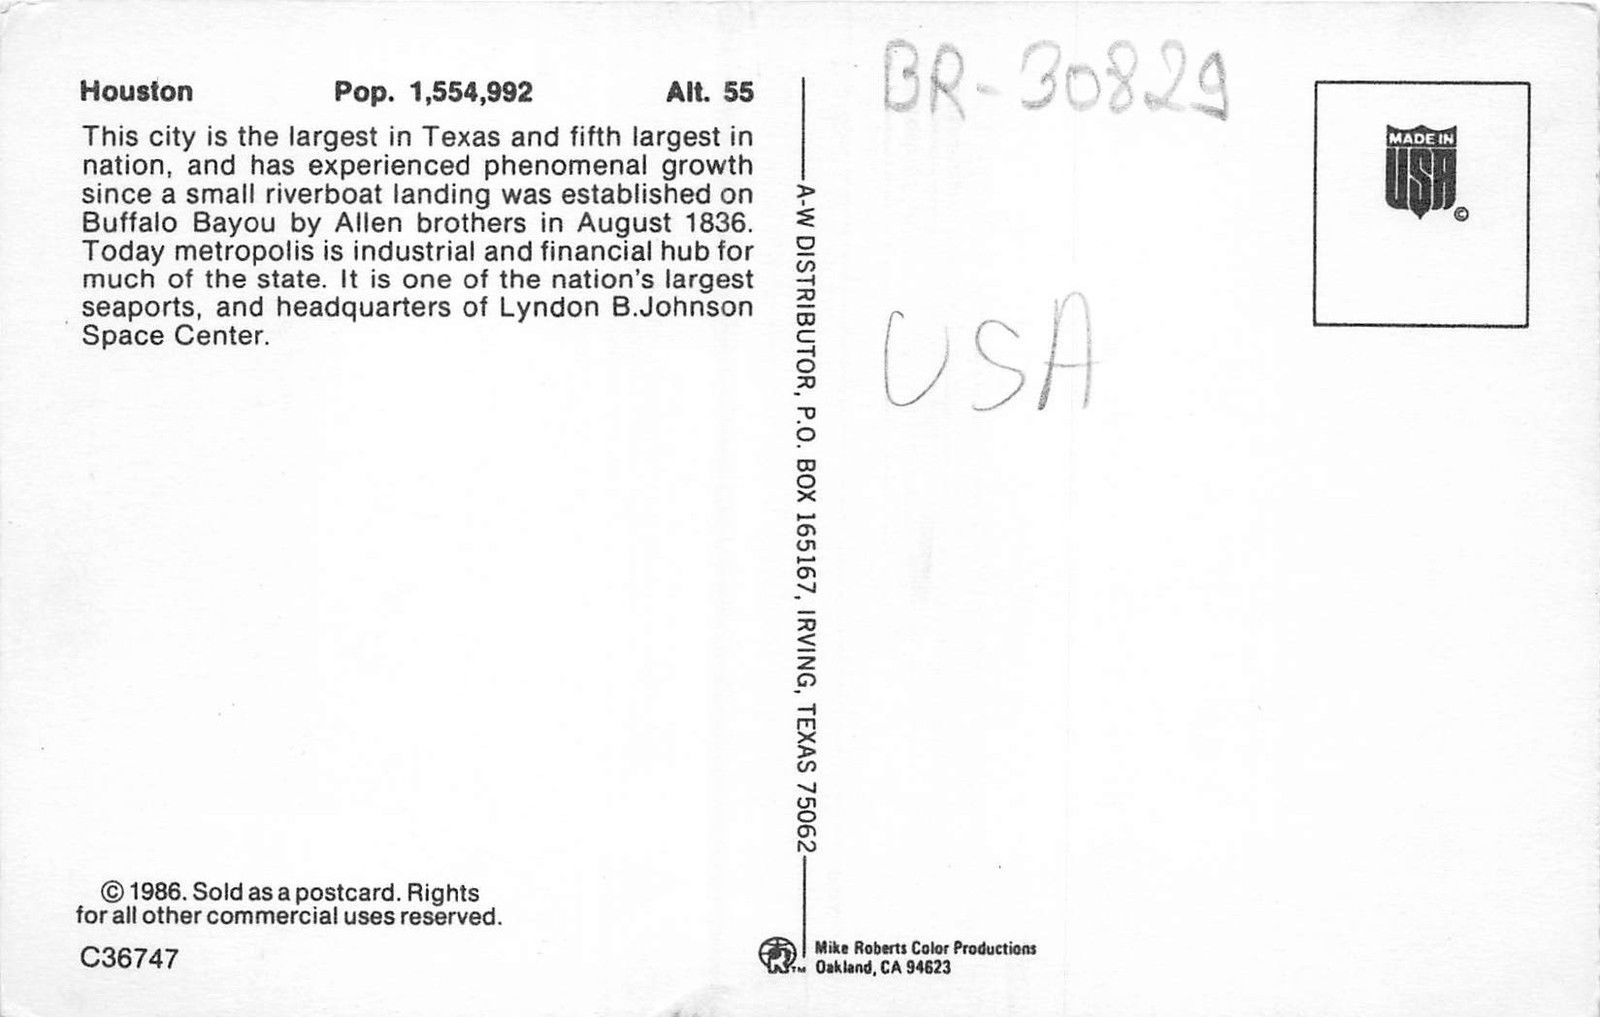 Houston Pop. 1,554,992 Alt. 55
This city is the largest in Texas and fifth largest in
nation, and has experienced phenomenal growth
since a small riverboat landing was established on
Buffalo Bayou by Allen brothers in August 1836.
Today metropolis is industrial and financial hub for
much of the state. It is one of the nation's largest
seaports, and headquarters of Lyndon B.Johnson
Space Center.
© 1986. Sold as a postcard. Rights
for all other commercial uses reserved.
C36747
A-W DISTRIBUTOR, P.O. BOX 165167, IRVING, TEXAS 75062
Mike Roberts Color Productions
Oakland, CA 94623
BR-30829
USA
MADE IN
USA
©